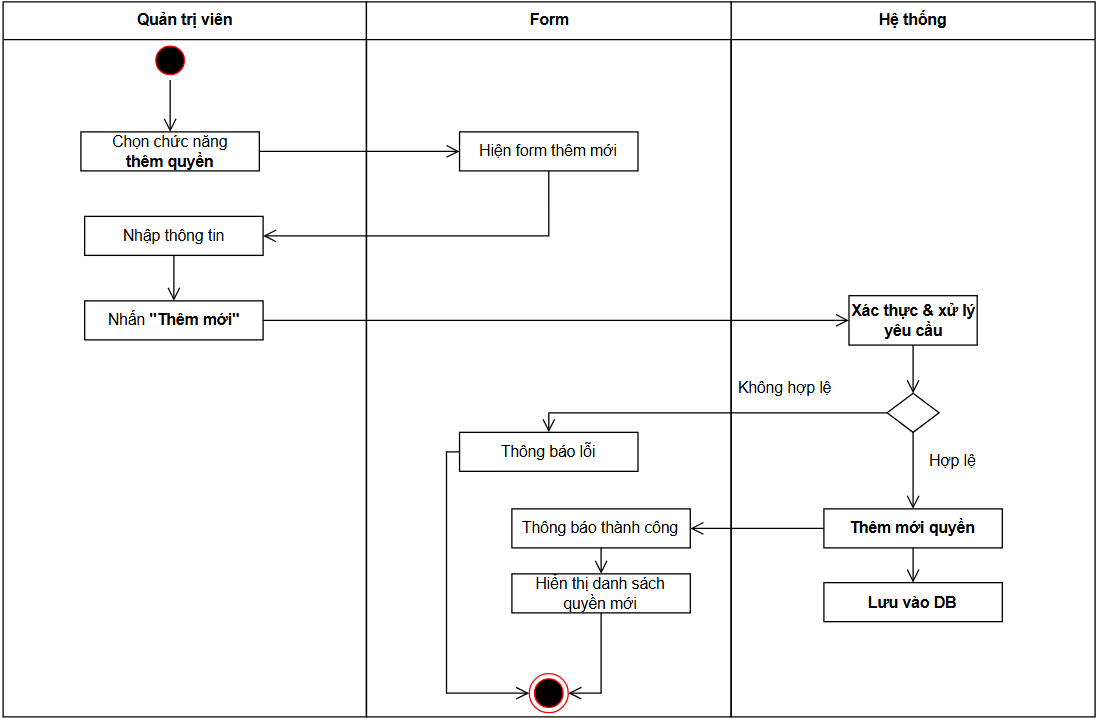 Quản trị viên
Form
Hệ thống
Chọn chức năng
thêm quyền
Hiện form thêm mới
Nhập thông tin
Nhấn "Thêm mới"
Xác thực & xử lý
yêu cầu
Không hợp lệ
Thông báo lỗi
Hợp lệ
Thông báo thành công
Thêm mới quyền
Hiển thị danh sách
quyền mới
Lưu vào DB